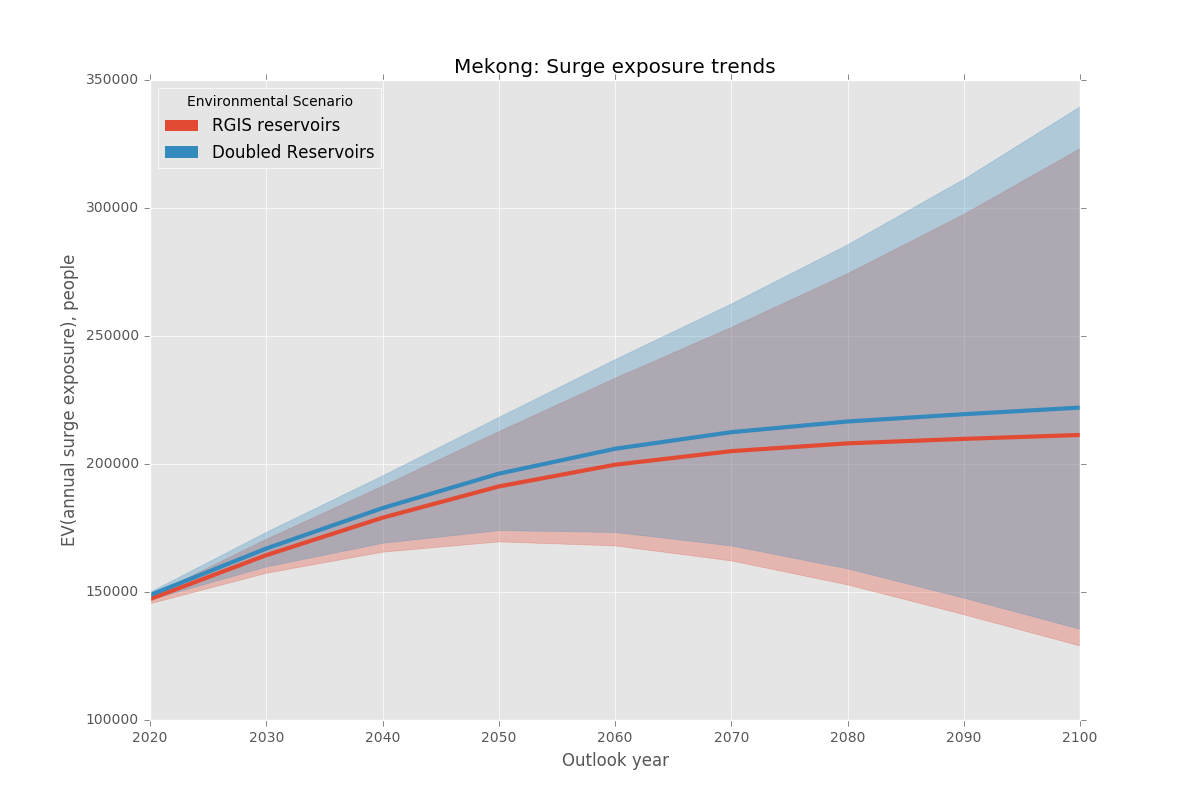 Mekong: Surge exposure trends
Environmental Scenario
RGIS reservoirs
Doubled Reservoirs
EV(annual surge exposure), people
350000
300000
250000
200000
150000
100000
2020 2030 2040 2050 2060 2070 2080 2090 2100
Outlook year